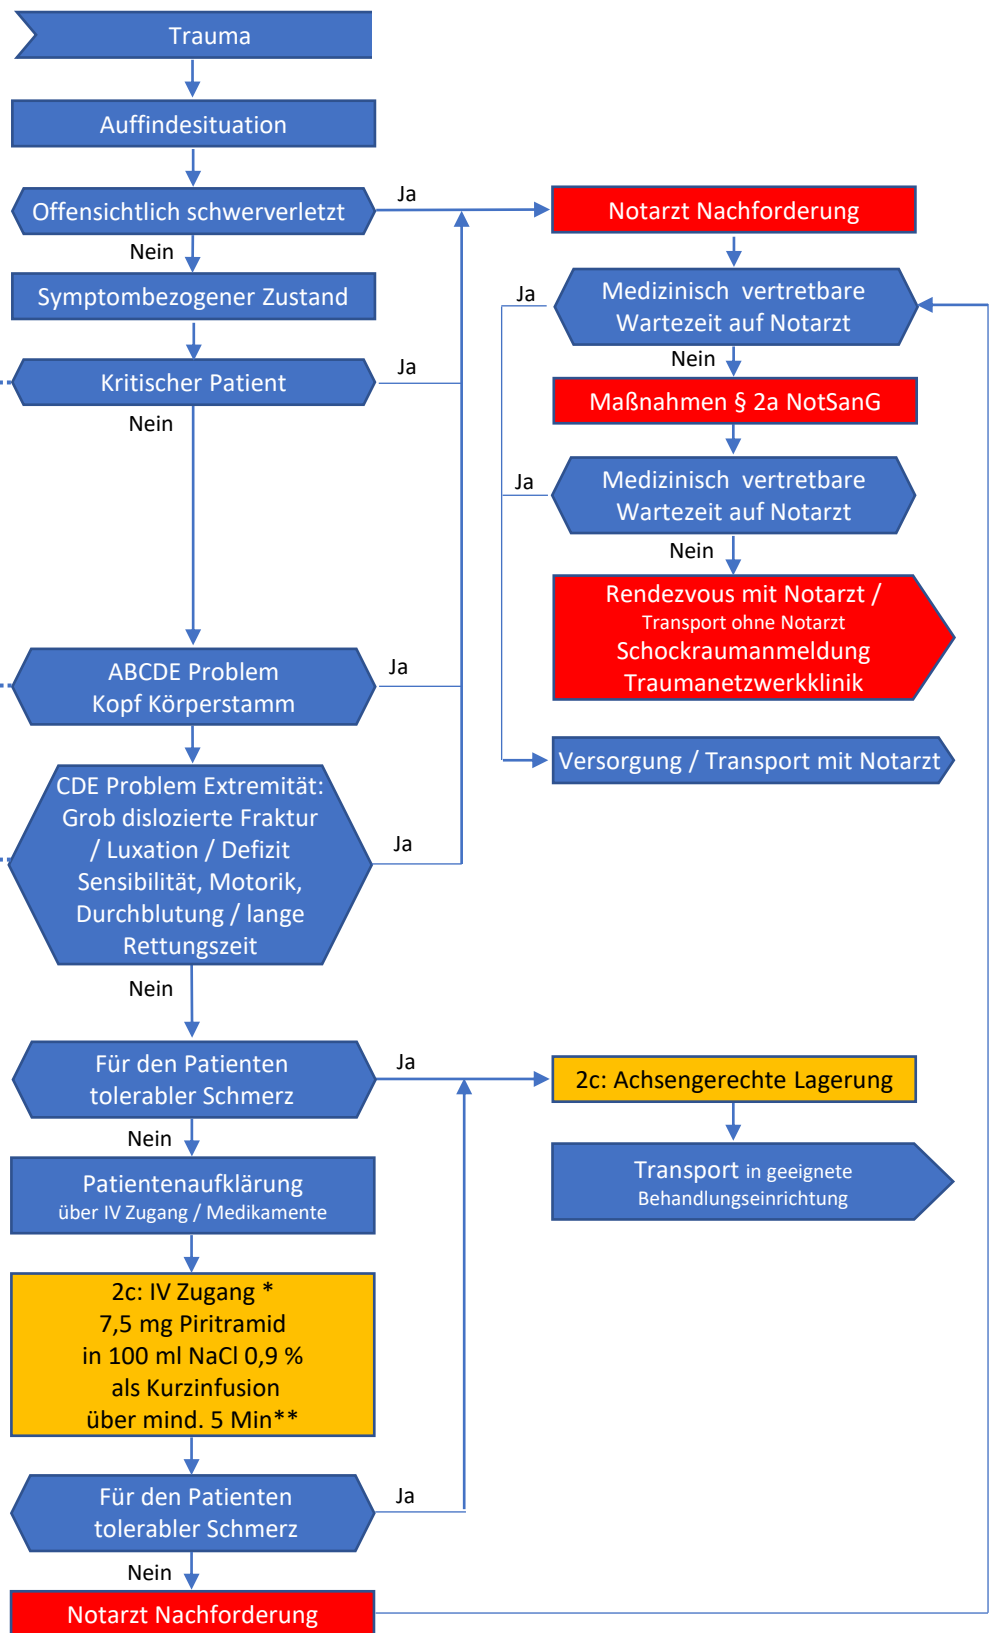 Trauma
Auffindesituation
Offensichtlich schwerverletzt
Ja
Nein
Symptombezogener Zustand
Kritischer Patient
Ja
Nein
ABCDE Problem
Kopf Körperstamm
Ja
CDE Problem Extremität:
Grob dislozierte Fraktur
/ Luxation / Defizit
Sensibilität, Motorik,
Durchblutung / lange
Rettungszeit
Ja
Nein
Für den Patienten
tolerabler Schmerz
Ja
Nein
Patientenaufklärung
über IV Zugang / Medikamente
2c: IV Zugang *
7,5 mg Piritramid
in 100 ml NaCl 0,9 %
als Kurzinfusion
über mind. 5 Min**
Für den Patienten
tolerabler Schmerz
Ja
Nein
Notarzt Nachforderung
Notarzt Nachforderung
Medizinisch vertretbare
Wartezeit auf Notarzt
Ja
Nein
Maßnahmen § 2a NotSanG
Medizinisch vertretbare
Wartezeit auf Notarzt
Ja
Nein
Rendezvous mit Notarzt /
Transport ohne Notarzt
Schockraumanmeldung
Traumanetzwerkklinik
Versorgung / Transport mit Notarzt
2c: Achsengerechte Lagerung
Transport in geeignete
Behandlungseinrichtung